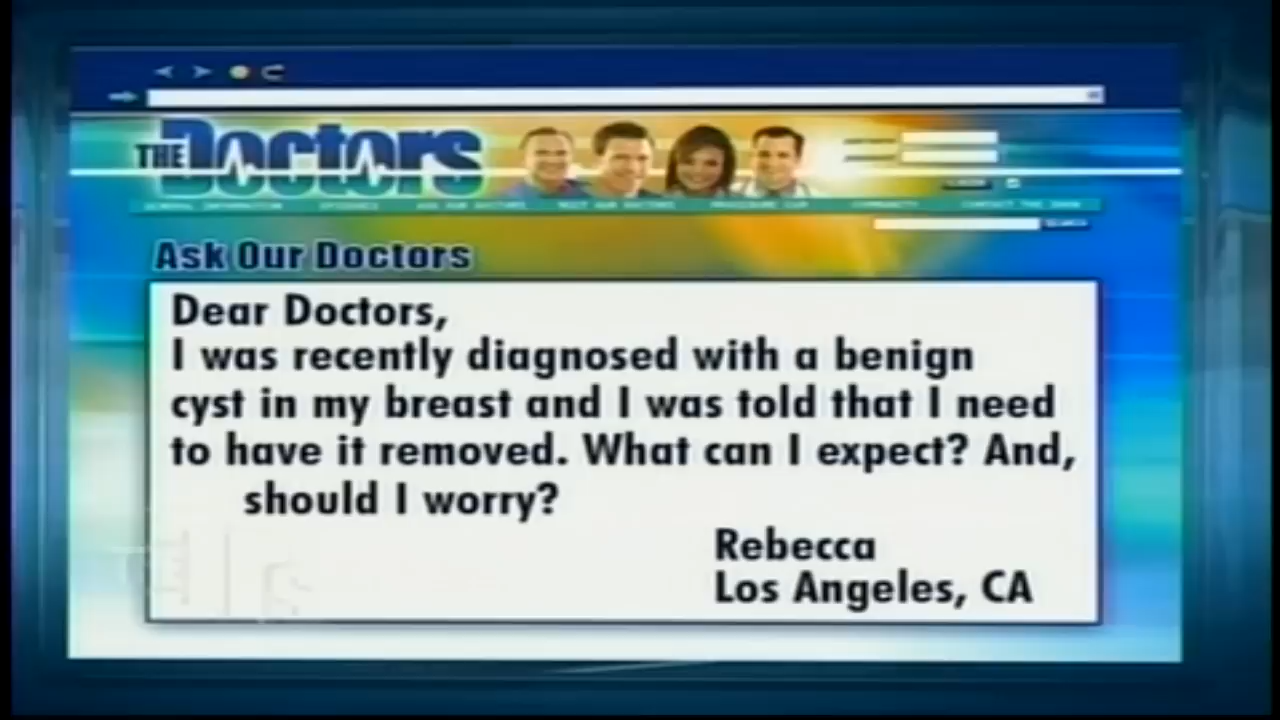 THE Doctors
Ask Our Doctors
Dear Doctors,
I was recently diagnosed with a benign
cyst in my breast and I was told that I need
to have it removed. What can I expect? And,
should I worry?
Rebecca
Los Angeles, CA